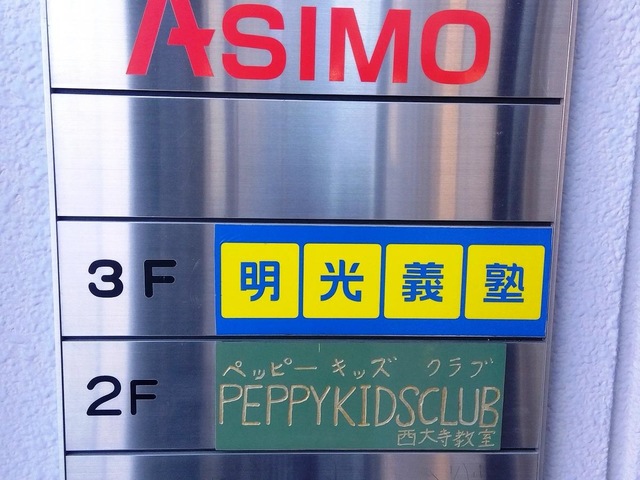 ASIMO
3F 明光義塾
ペッピーキッズ クラブ
2F PEPPYKIDSCLUB
西大寺教室